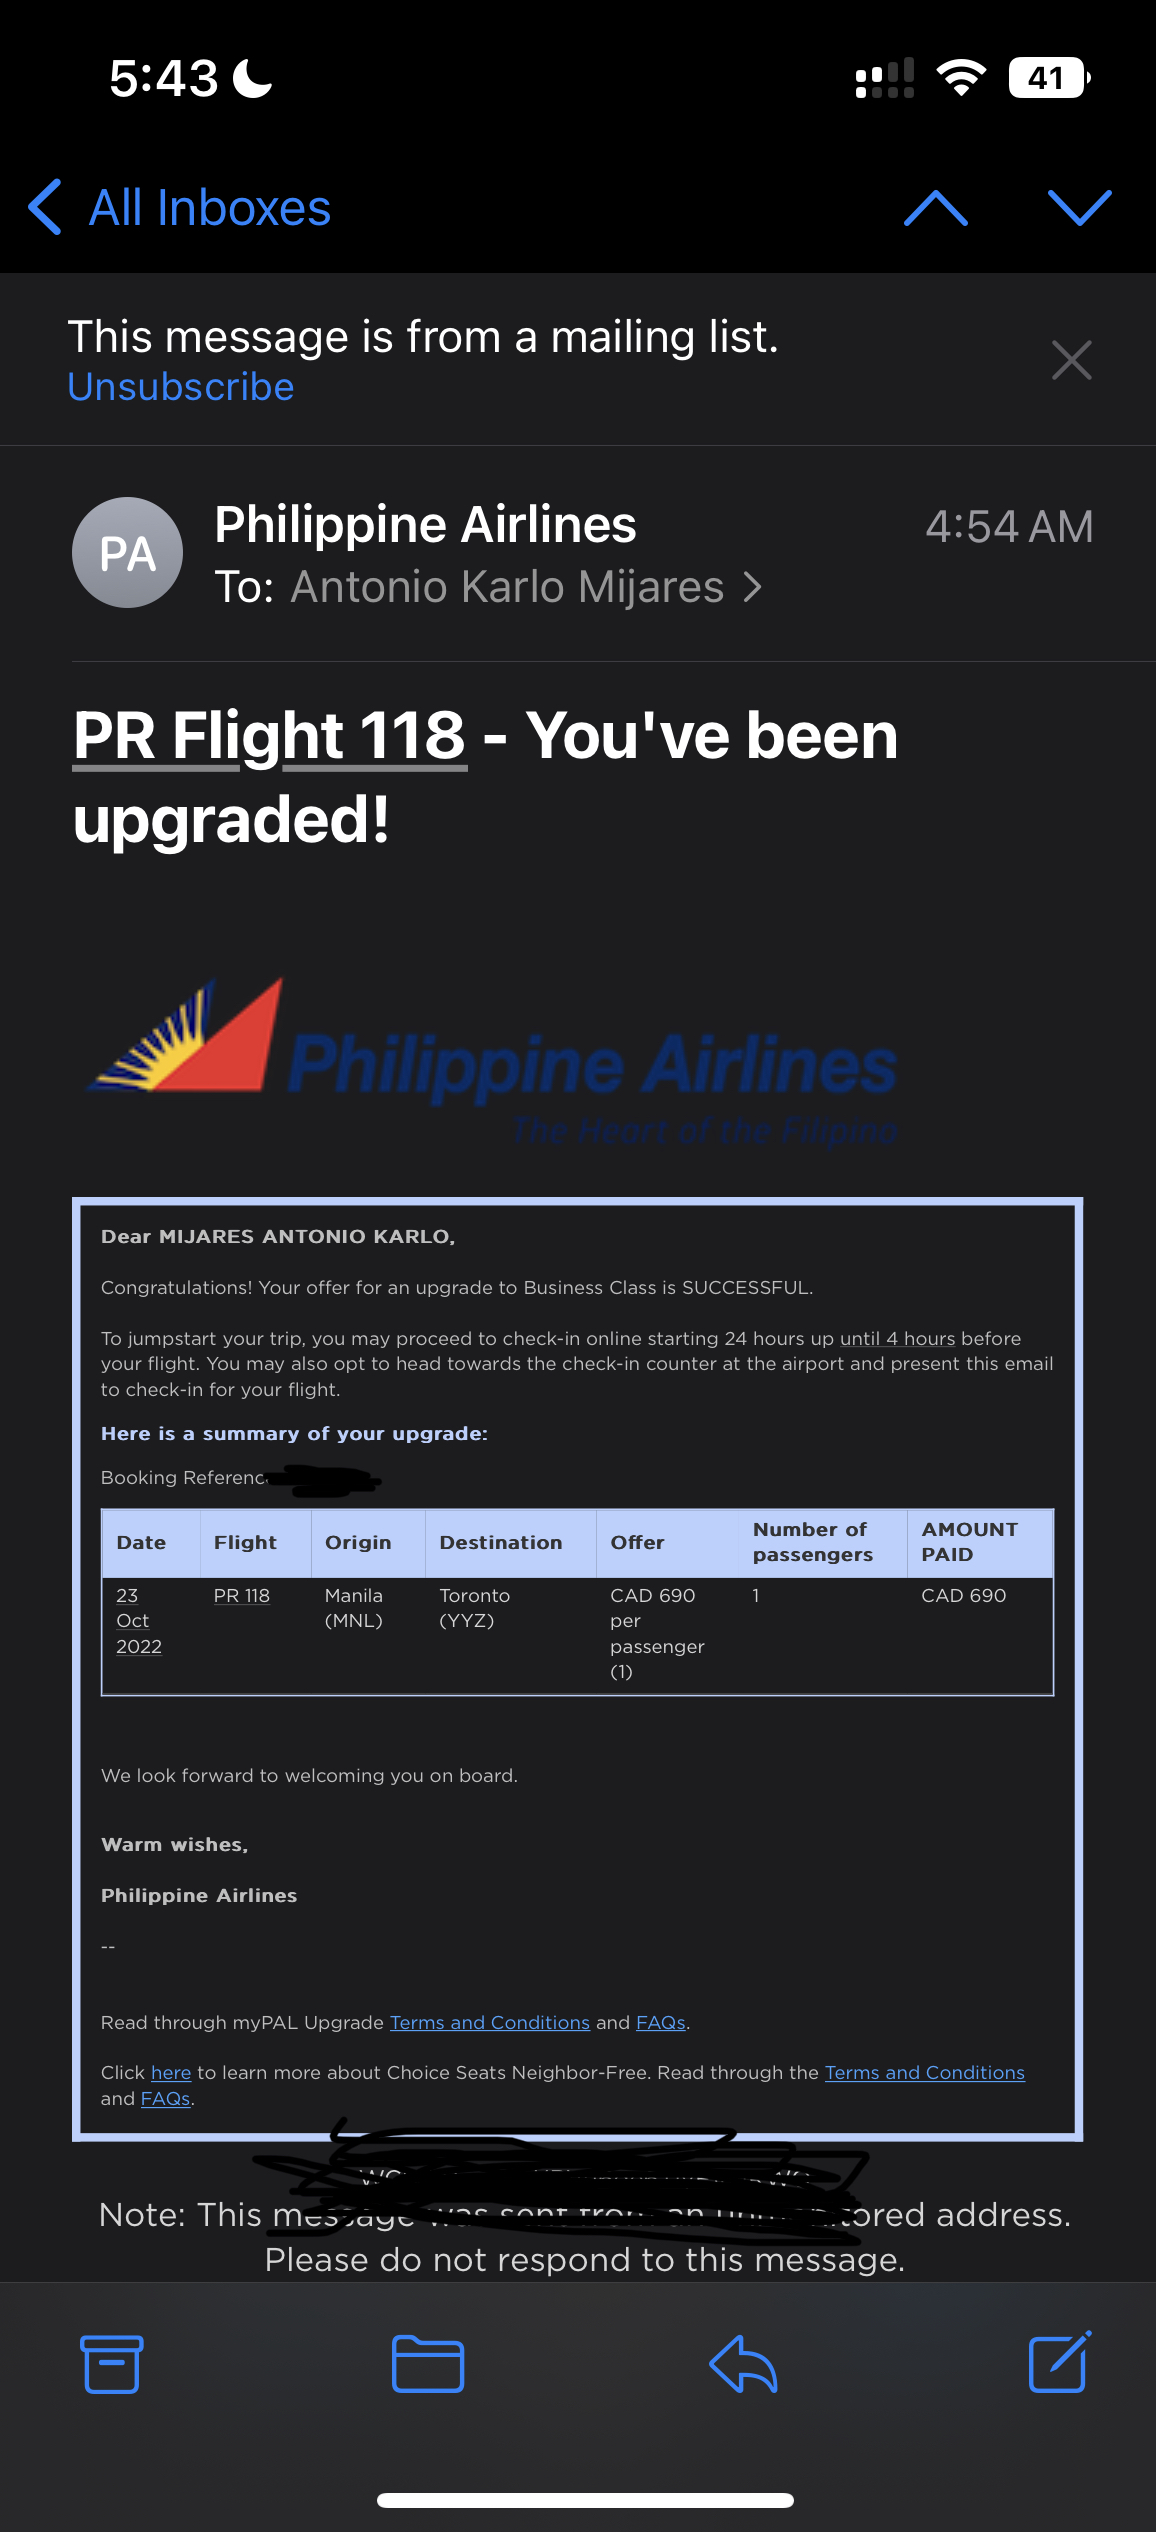 5:43
41
All Inboxes
This message is from a mailing list.
Unsubscribe
PA
Philippine Airlines
4:54 AM
To: Antonio Karlo Mijares
PR Flight 118 - You've been
upgraded!
Philippine Airlines
The Heart of the Filipino
Dear MIJARES ANTONIO KARLO,
Congratulations! Your offer for an upgrade to Business Class is SUCCESSFUL.
To jumpstart your trip, you may proceed to check-in online starting 24 hours up until 4 hours before
your flight. You may also opt to head towards the check-in counter at the airport and present this email
to check-in for your flight.
Here is a summary of your upgrade:
Booking Referenc
Date Flight Origin Destination Offer Number of passengers AMOUNT PAID
23 Oct 2022 PR 118 Manila (MNL) Toronto (YYZ) CAD 690 per passenger (1) 1 CAD 690
We look forward to welcoming you on board.
Warm wishes,
Philippine Airlines
--
Read through myPAL Upgrade Terms and Conditions and FAQs.
Click here to learn more about Choice Seats Neighbor-Free. Read through the Terms and Conditions
and FAQs.
Note: This message was sent from an address.
Please do not respond to this message.